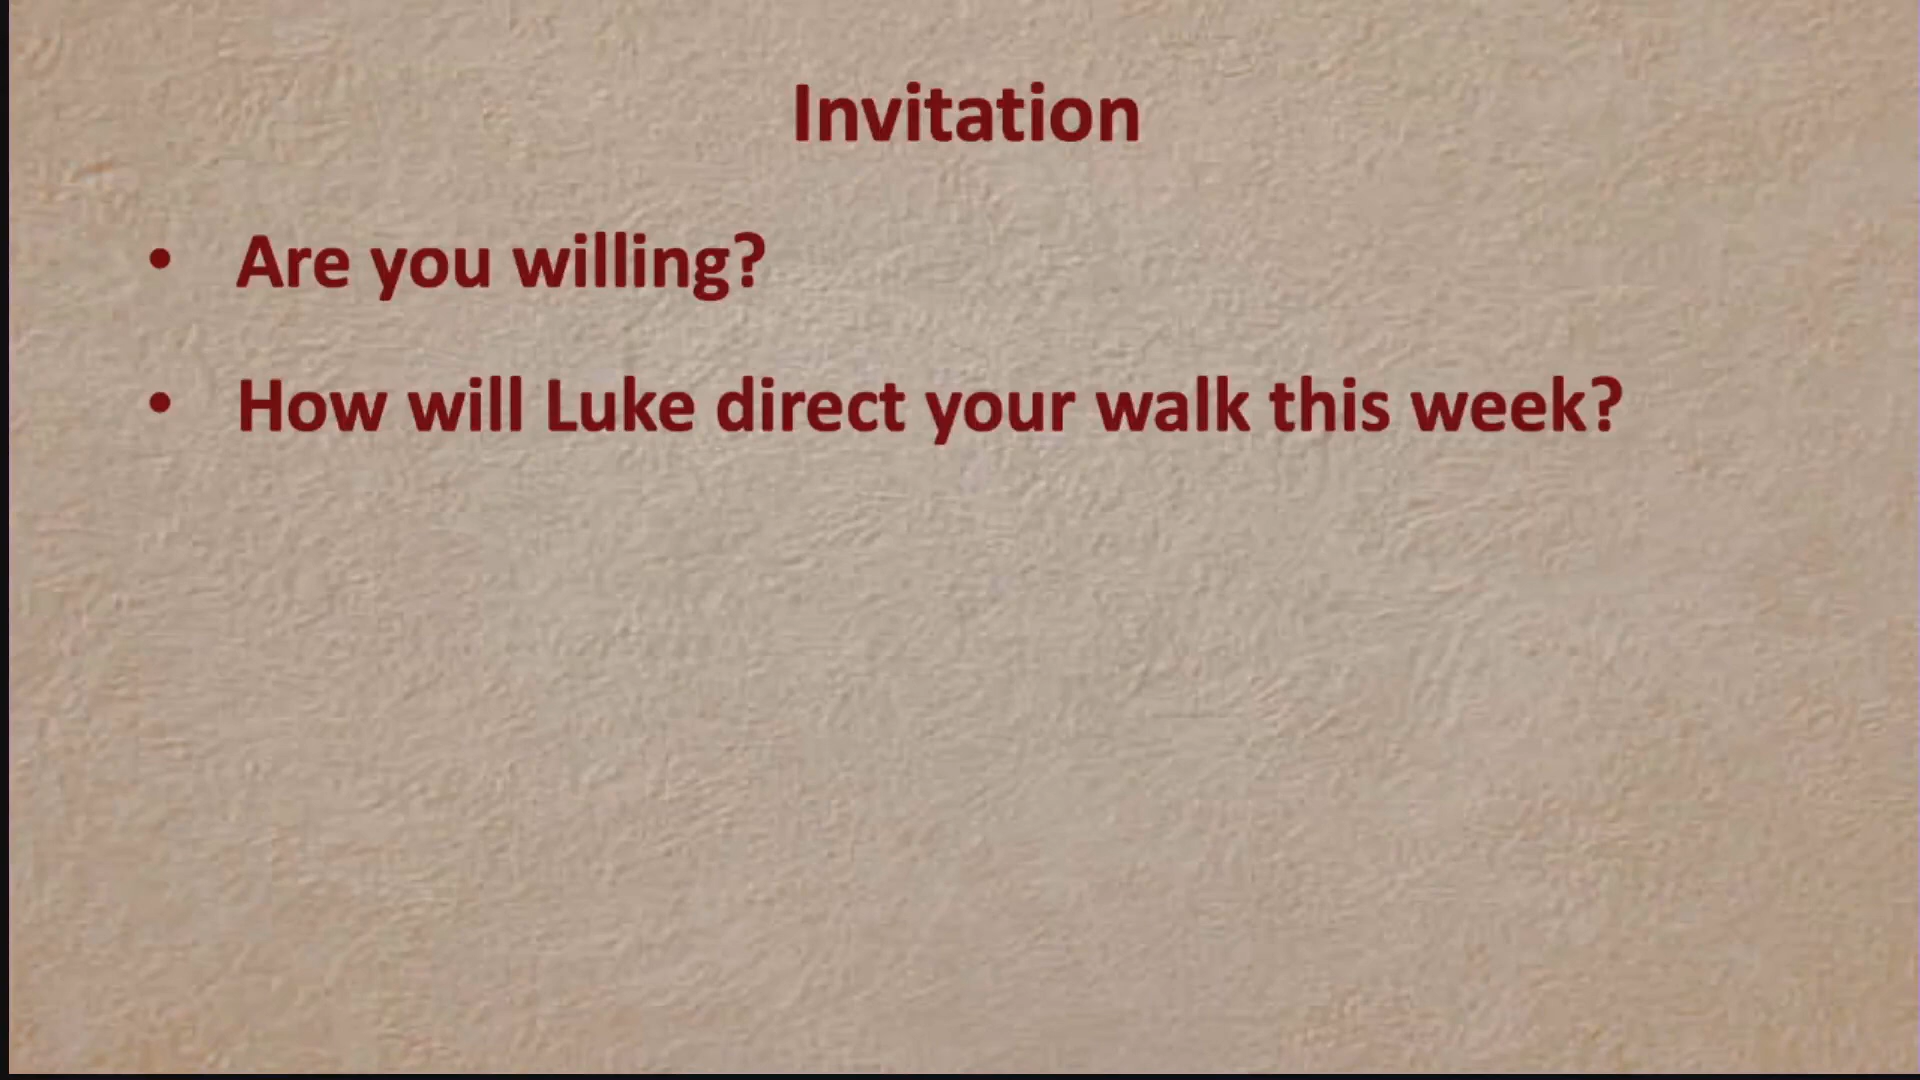 Invitation
• Are you willing?
• How will Luke direct your walk this week?